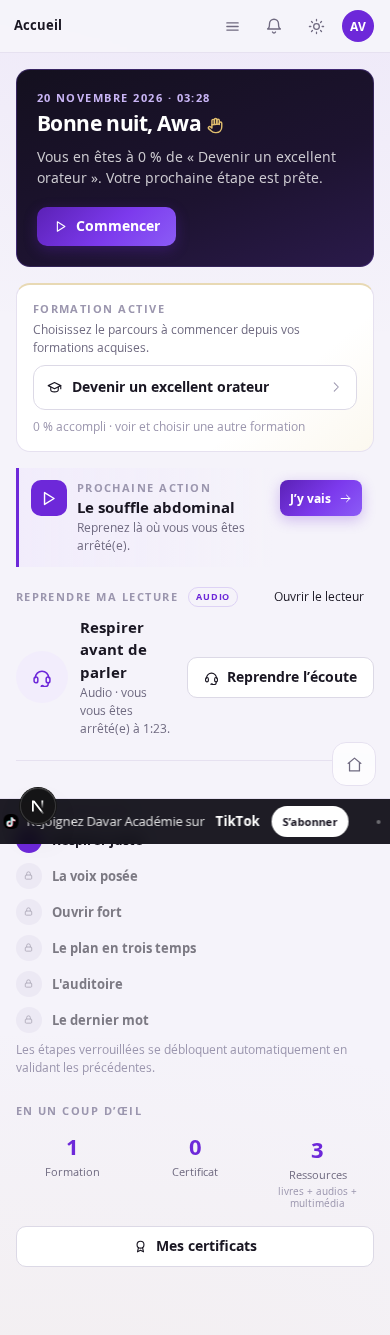 Accueil
AV
20 NOVEMBRE 2026 · 03:28
Bonne nuit, Awa
Vous en êtes à 0 % de « Devenir un excellent
orateur ». Votre prochaine étape est prête.
Commencer
FORMATION ACTIVE
Choisissez le parcours à commencer depuis vos
formations acquises.
Devenir un excellent orateur
0 % accompli · voir et choisir une autre formation
PROCHAINE ACTION
Le souffle abdominal
Reprenez là où vous vous êtes
arrêté(e).
J’y vais →
REPRENDRE MA LECTURE AUDIO Ouvrir le lecteur
Respirer
avant de
parler
Audio · vous
vous êtes
arrêté(e) à 1:23.
Reprendre l’écoute
N
Rejoignez Davar Académie sur TikTok S’abonner
La voix posée
Ouvrir fort
Le plan en trois temps
L'auditoire
Le dernier mot
Les étapes verrouillées se débloquent automatiquement en
validant les précédentes.
EN UN COUP D’ŒIL
1 0 3
Formation Certificat Ressources
livres + audios +
multimédia
Mes certificats